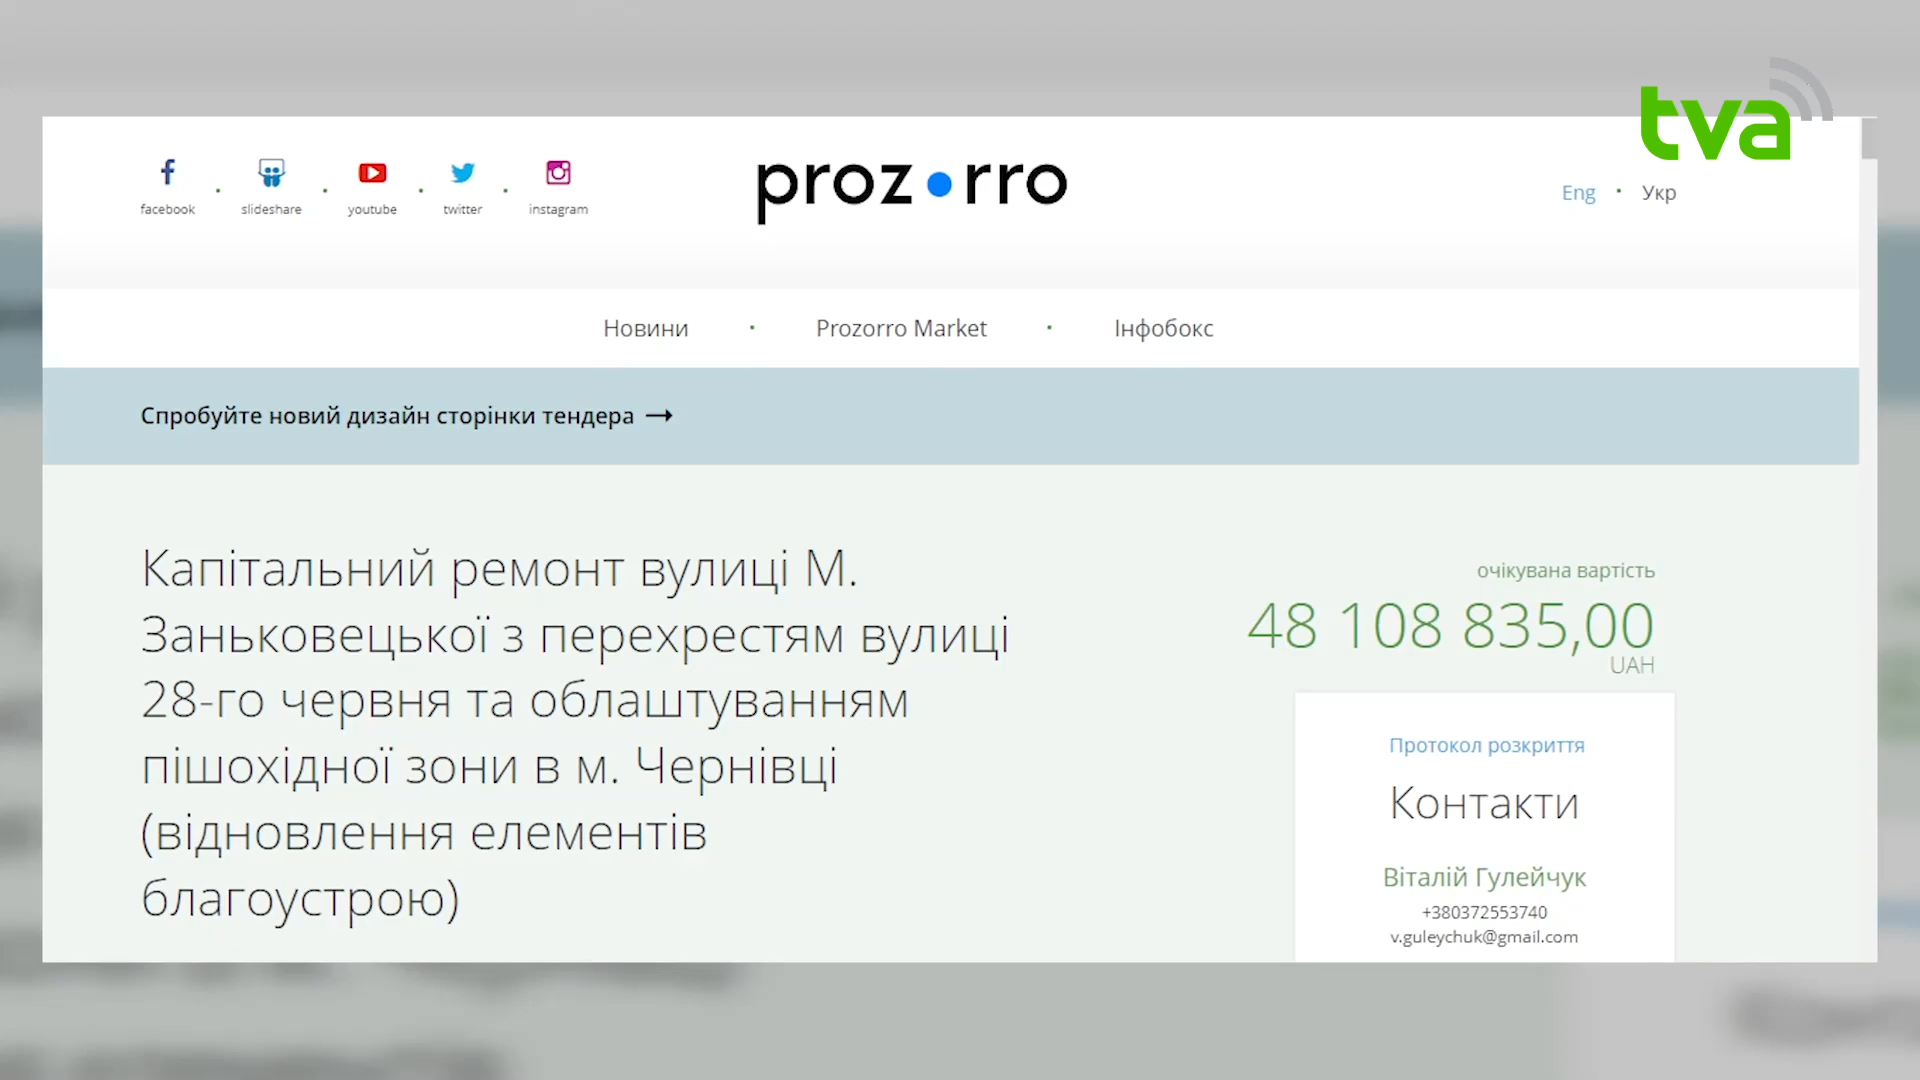 tva
facebook · slideshare · youtube · twitter · instagram
proz●rro
Eng · Укр
Новини · Prozorro Market · Інфобокс
Спробуйте новий дизайн сторінки тендера →
Капітальний ремонт вулиці М.
Заньковецької з перехрестям вулиці
28-го червня та облаштуванням
пішохідної зони в м. Чернівці
(відновлення елементів
благоустрою)
очікувана вартість
48 108 835,00
UAH
Протокол розкриття
Контакти
Віталій Гулейчук
+380372553740
v.guleychuk@gmail.com